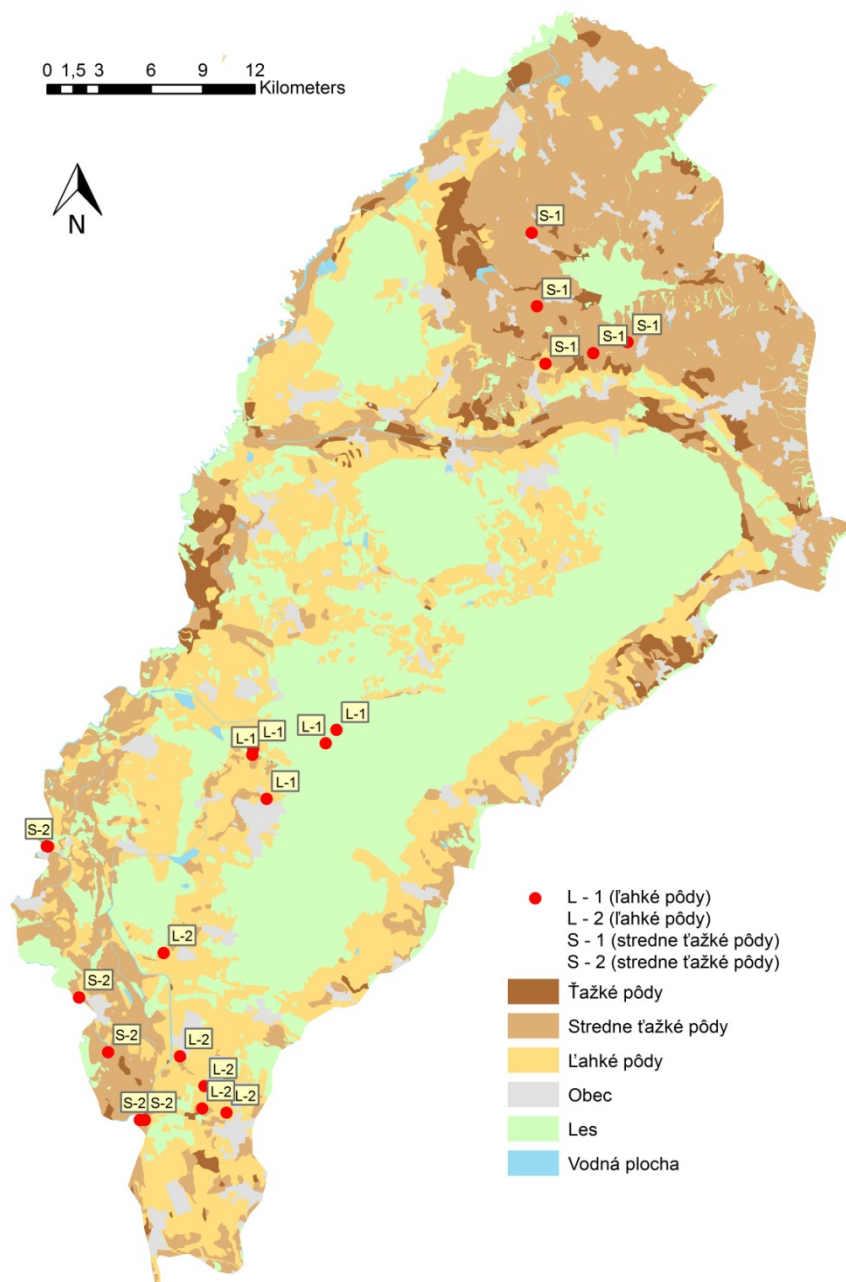 0 1,5 3 6 9 12
Kilometers
N
S-1
S-1
S-1
S-1
S-1
L-1
L-1
L-1
L-1
L-1
S-2
L-2
S-2
S-2
L-2
L-2
L-2
L-2
S-2
S-2
L - 1 (ľahké pôdy)
L - 2 (ľahké pôdy)
S - 1 (stredne ťažké pôdy)
S - 2 (stredne ťažké pôdy)
Ťažké pôdy
Stredne ťažké pôdy
Ľahké pôdy
Obec
Les
Vodná plocha